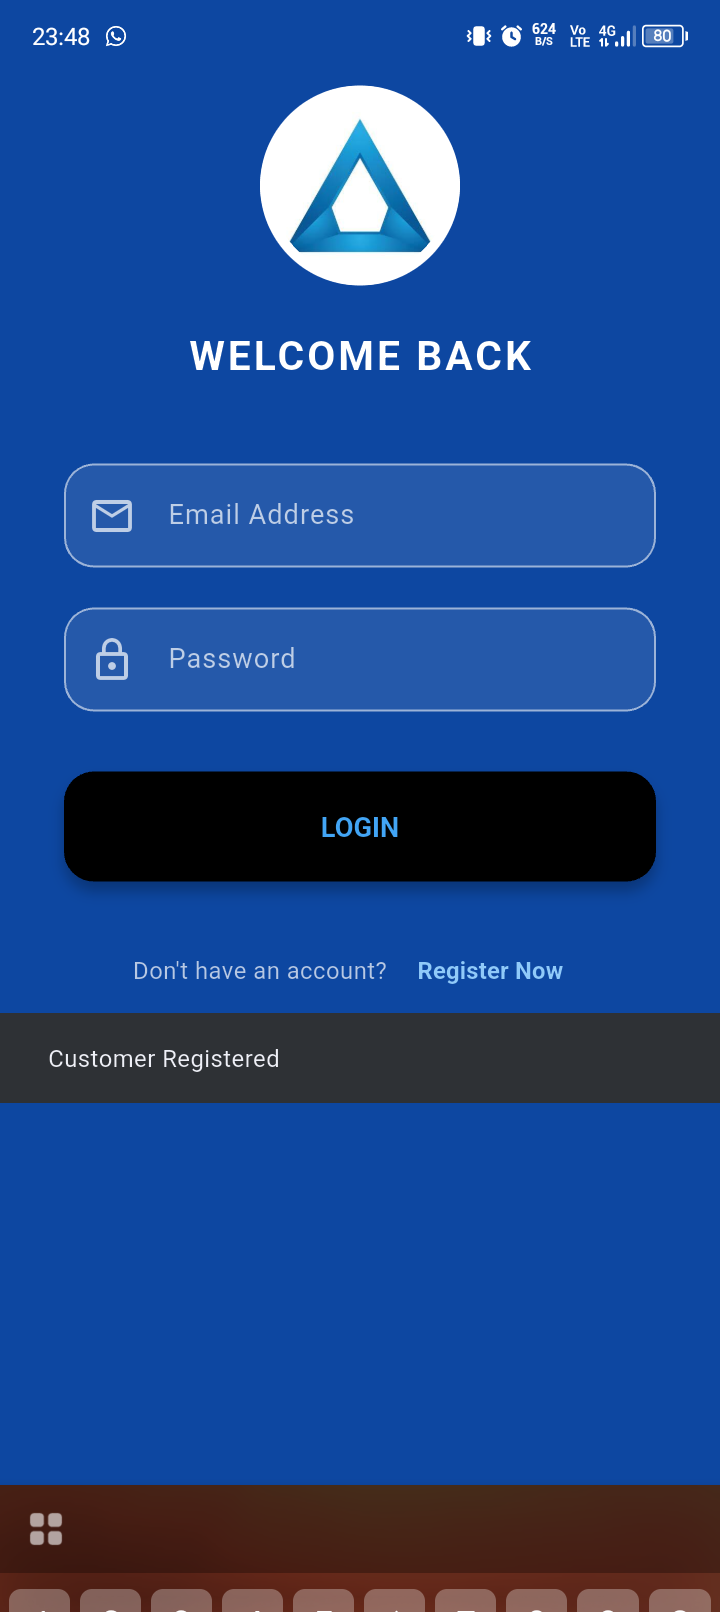 23:48 624 B/S Vo LTE 4G 80
WELCOME BACK
Email Address
Password
LOGIN
Don't have an account? Register Now
Customer Registered